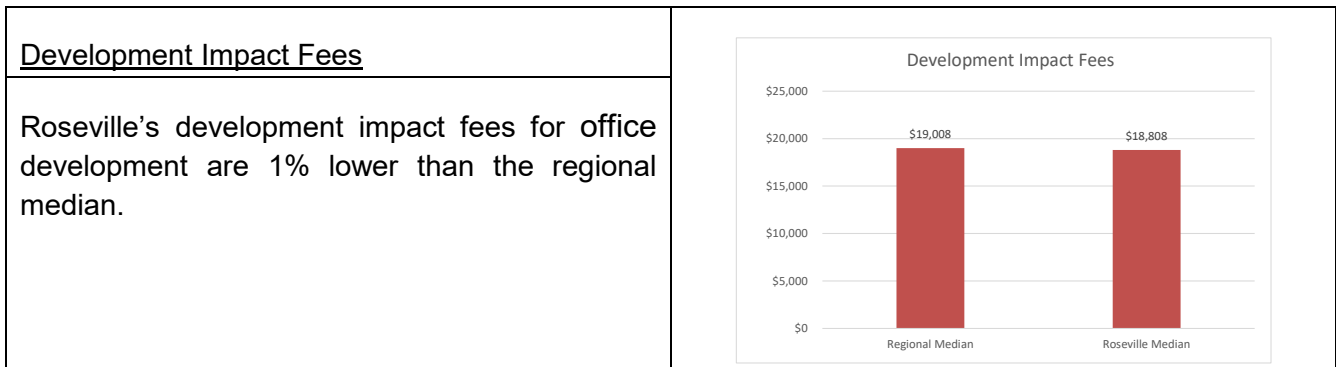 Development Impact Fees
Roseville’s development impact fees for office
development are 1% lower than the regional
median.
Development Impact Fees
$25,000
$20,000
$15,000
$10,000
$5,000
$0
$19,008
$18,808
Regional Median
Roseville Median